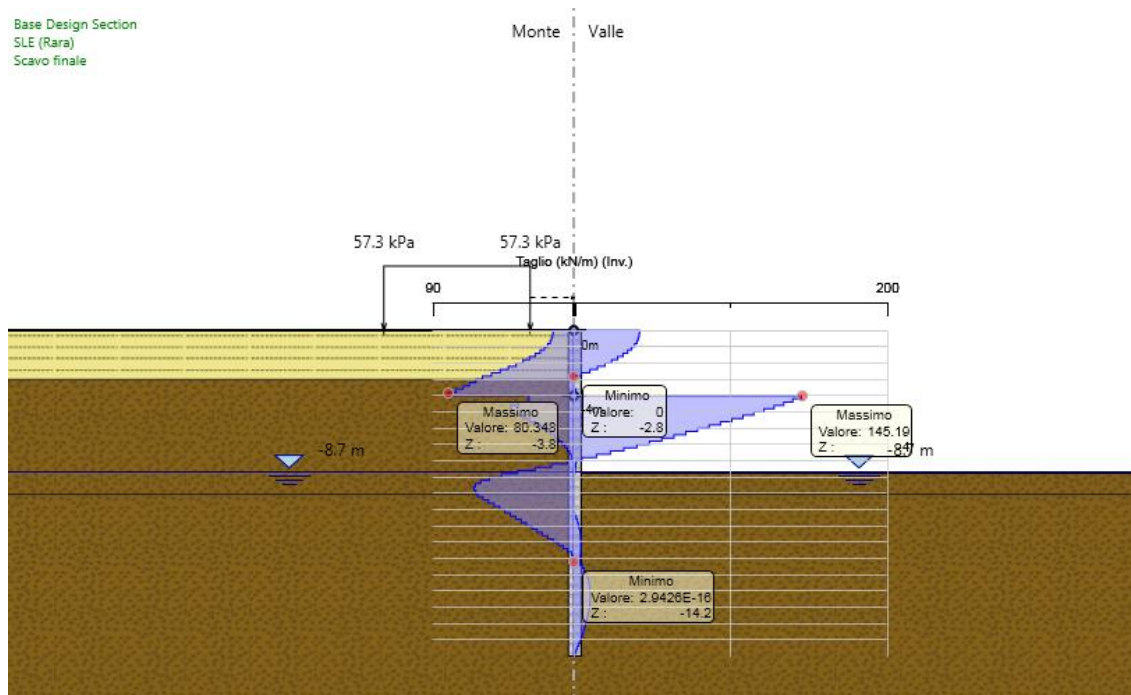 Base Design Section
SLE (Rara)
Scavo finale
Monte Valle
57.3 kPa 57.3 kPa
Taglio (kN/m) (Inv.)
90 200
0m
Minimo
Valore: 0
Z : -2.8
4m
Massimo
Valore: 80.348
Z : -3.8
Massimo
Valore: 145.19
Z :
-8.7 m
-8.7 m
Minimo
Valore: 2.9426E-16
Z : -14.2